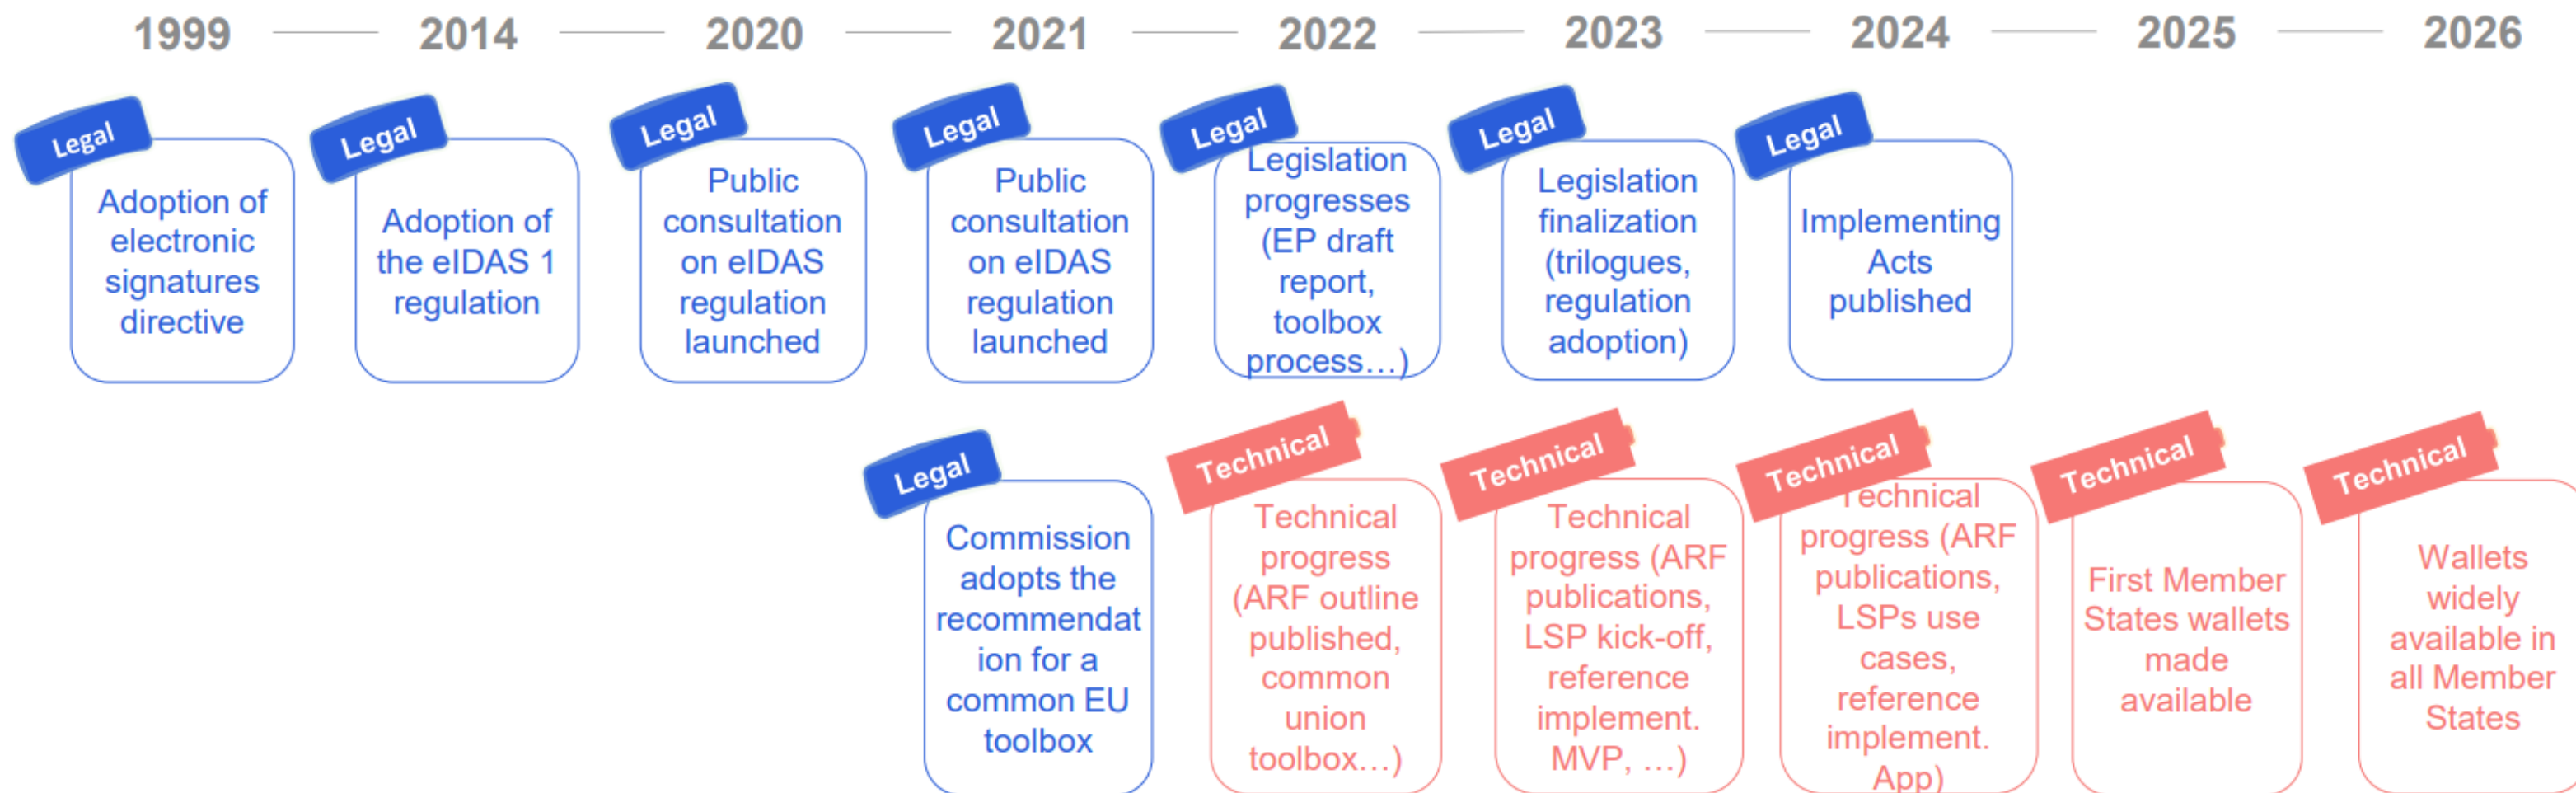 1999 2014 2020 2021 2022 2023 2024 2025 2026
Legal
Adoption of
electronic
signatures
directive
Legal
Adoption of
the eIDAS 1
regulation
Legal
Public
consultation
on eIDAS
regulation
launched
Legal
Public
consultation
on eIDAS
regulation
launched
Legal
Legislation
progresses
(EP draft
report,
toolbox
process…)
Legal
Legislation
finalization
(trilogues,
regulation
adoption)
Legal
Implementing
Acts
published
Legal
Commission
adopts the
recommendat
ion for a
common EU
toolbox
Technical
Technical
progress
(ARF outline
published,
common
union
toolbox…)
Technical
Technical
progress (ARF
publications,
LSP kick-off,
reference
implement.
MVP, …)
Technical
Technical
progress (ARF
publications,
LSPs use
cases,
reference
implement.
App)
Technical
First Member
States wallets
made
available
Technical
Wallets
widely
available in
all Member
States